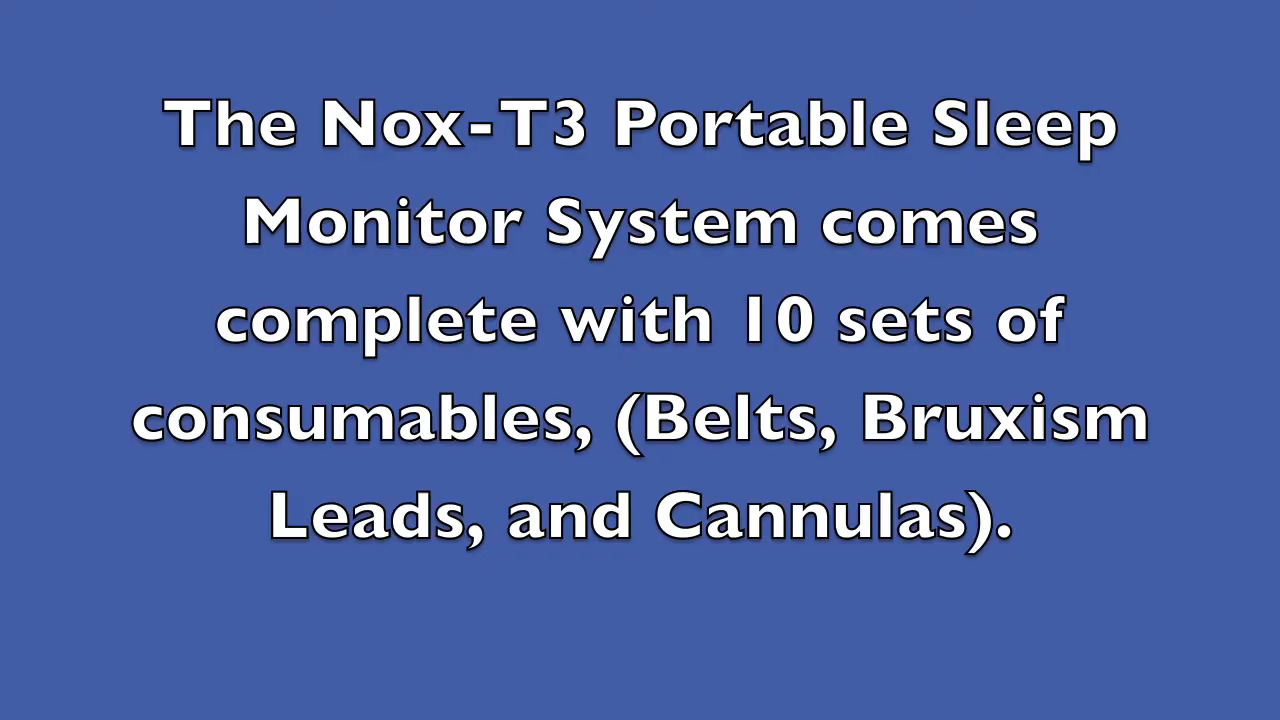 The Nox-T3 Portable Sleep
Monitor System comes
complete with 10 sets of
consumables, (Belts, Bruxism
Leads, and Cannulas).